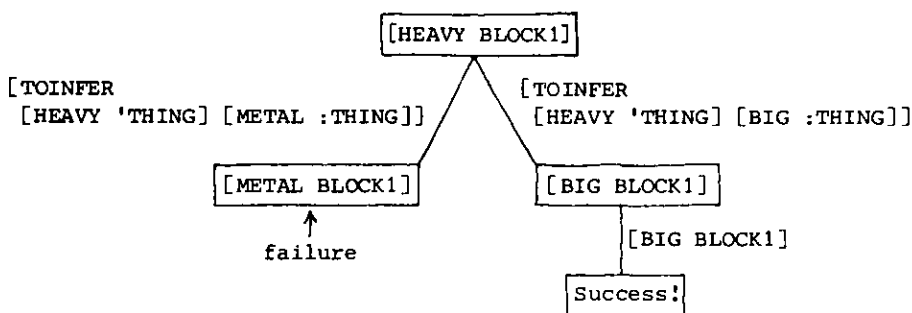 [HEAVY BLOCK1]
[TOINFER
[HEAVY 'THING] [METAL :THING]]
[TOINFER
[HEAVY 'THING] [BIG :THING]]
[METAL BLOCK1]
[BIG BLOCK1]
failure
[BIG BLOCK1]
Success!